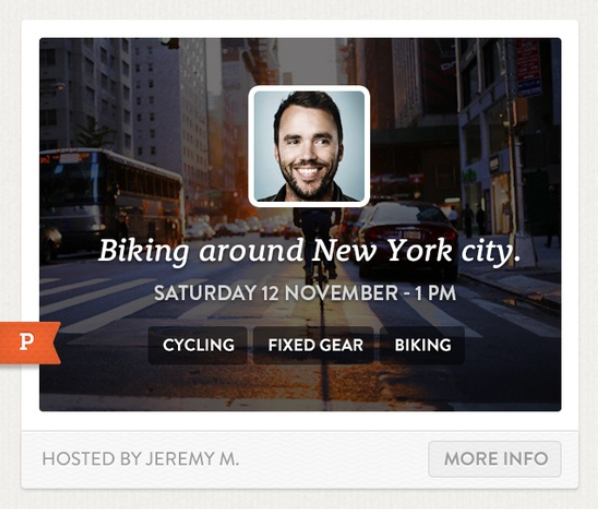 Biking around New York city.
SATURDAY 12 NOVEMBER - 1 PM
P
CYCLING
FIXED GEAR
BIKING
HOSTED BY JEREMY M.
MORE INFO